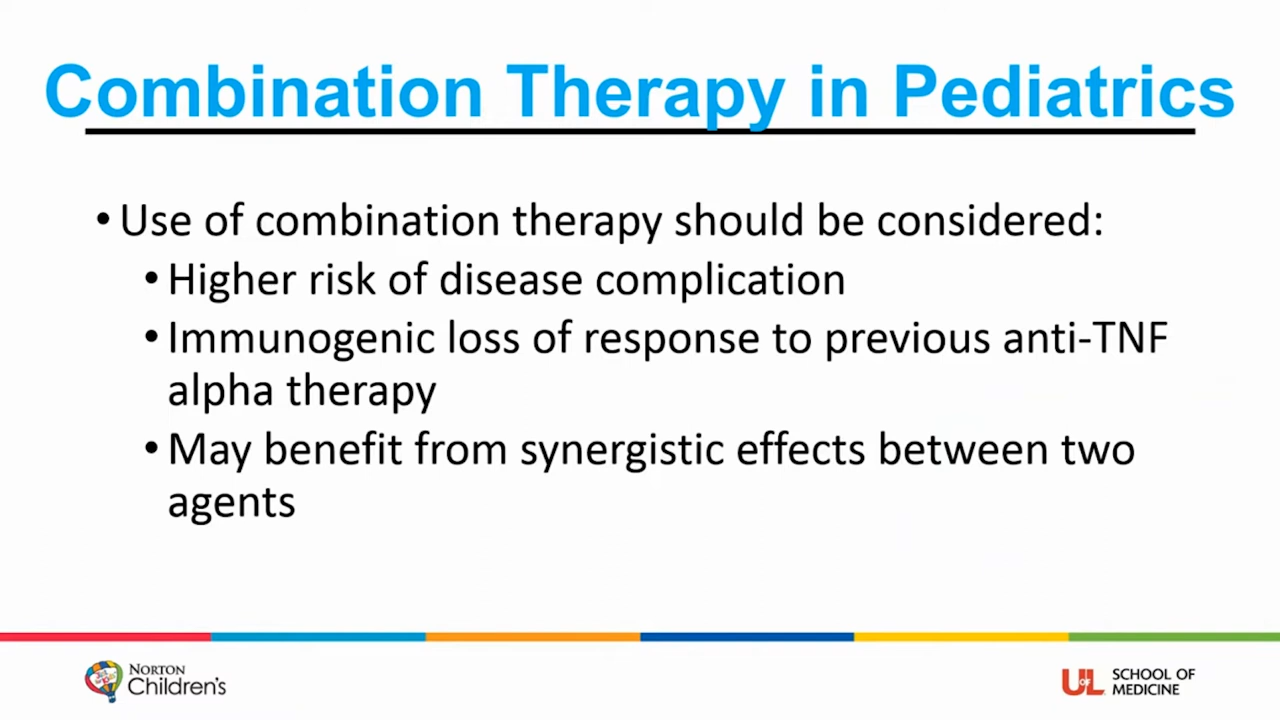 Combination Therapy in Pediatrics
• Use of combination therapy should be considered:
• Higher risk of disease complication
• Immunogenic loss of response to previous anti-TNF
alpha therapy
• May benefit from synergistic effects between two
agents
NORTON
Children's
UofL SCHOOL OF
MEDICINE